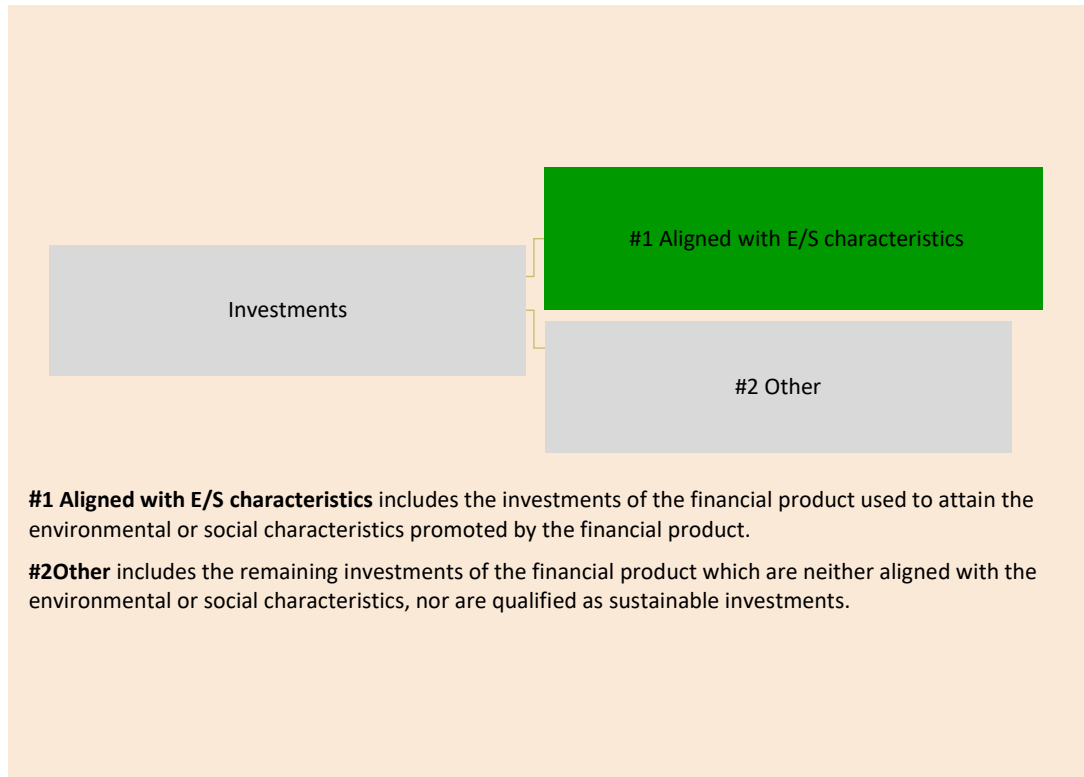 #1 Aligned with E/S characteristics
Investments
#2 Other
#1 Aligned with E/S characteristics includes the investments of the financial product used to attain the
environmental or social characteristics promoted by the financial product.
#2Other includes the remaining investments of the financial product which are neither aligned with the
environmental or social characteristics, nor are qualified as sustainable investments.